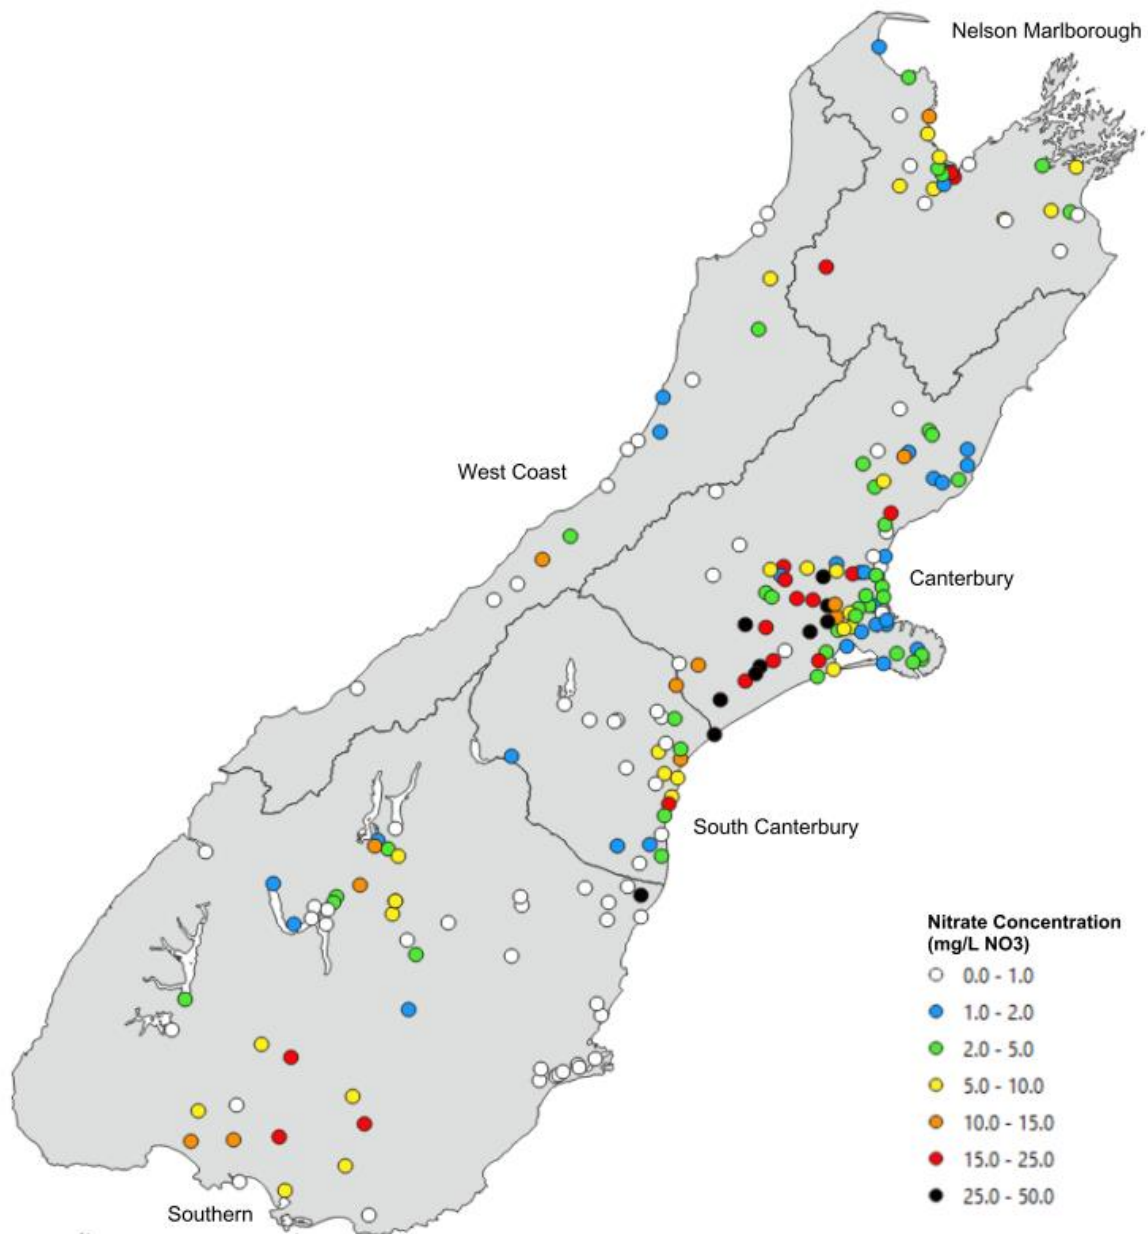 Nelson Marlborough
West Coast
Canterbury
South Canterbury
Southern
Nitrate Concentration
(mg/L NO3)
0.0 - 1.0
1.0 - 2.0
2.0 - 5.0
5.0 - 10.0
10.0 - 15.0
15.0 - 25.0
25.0 - 50.0